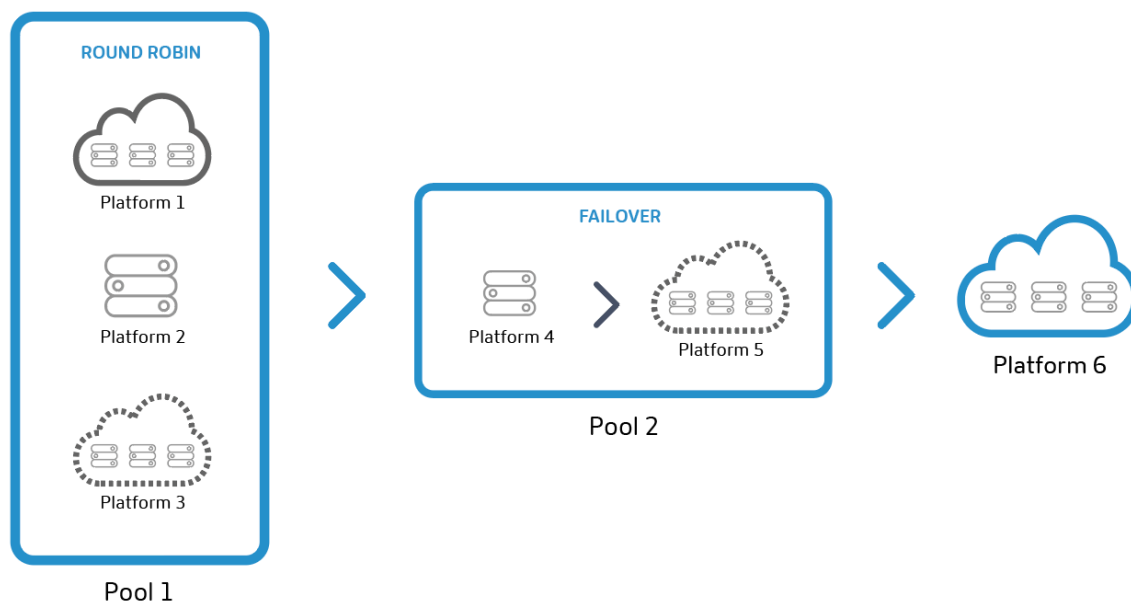 ROUND ROBIN
Platform 1
Platform 2
Platform 3
Pool 1
FAILOVER
Platform 4
Platform 5
Pool 2
Platform 6